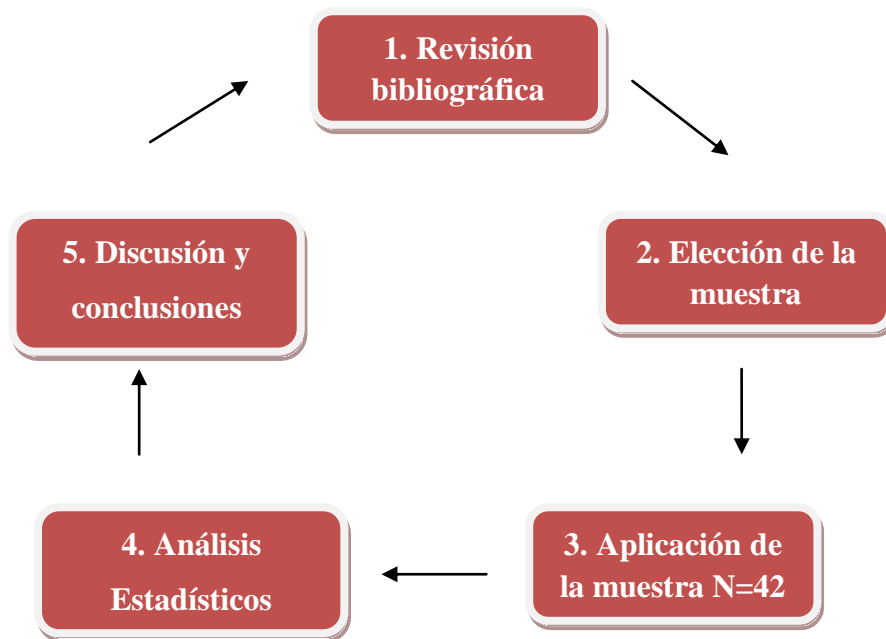 1. Revisión
bibliográfica
2. Elección de la
muestra
3. Aplicación de
la muestra N=42
4. Análisis
Estadísticos
5. Discusión y
conclusiones